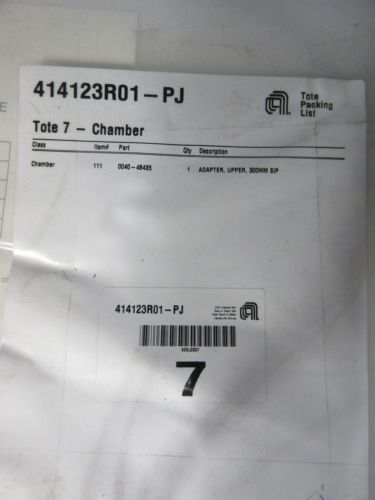 414123R01-PJ
Tote
Packing
List
Tote 7 - Chamber
Class Item# Part Qty Description
Chamber 111 0040-48435 1 ADAPTER, UPPER, 300MM SIP
414123R01-PJ
7
E